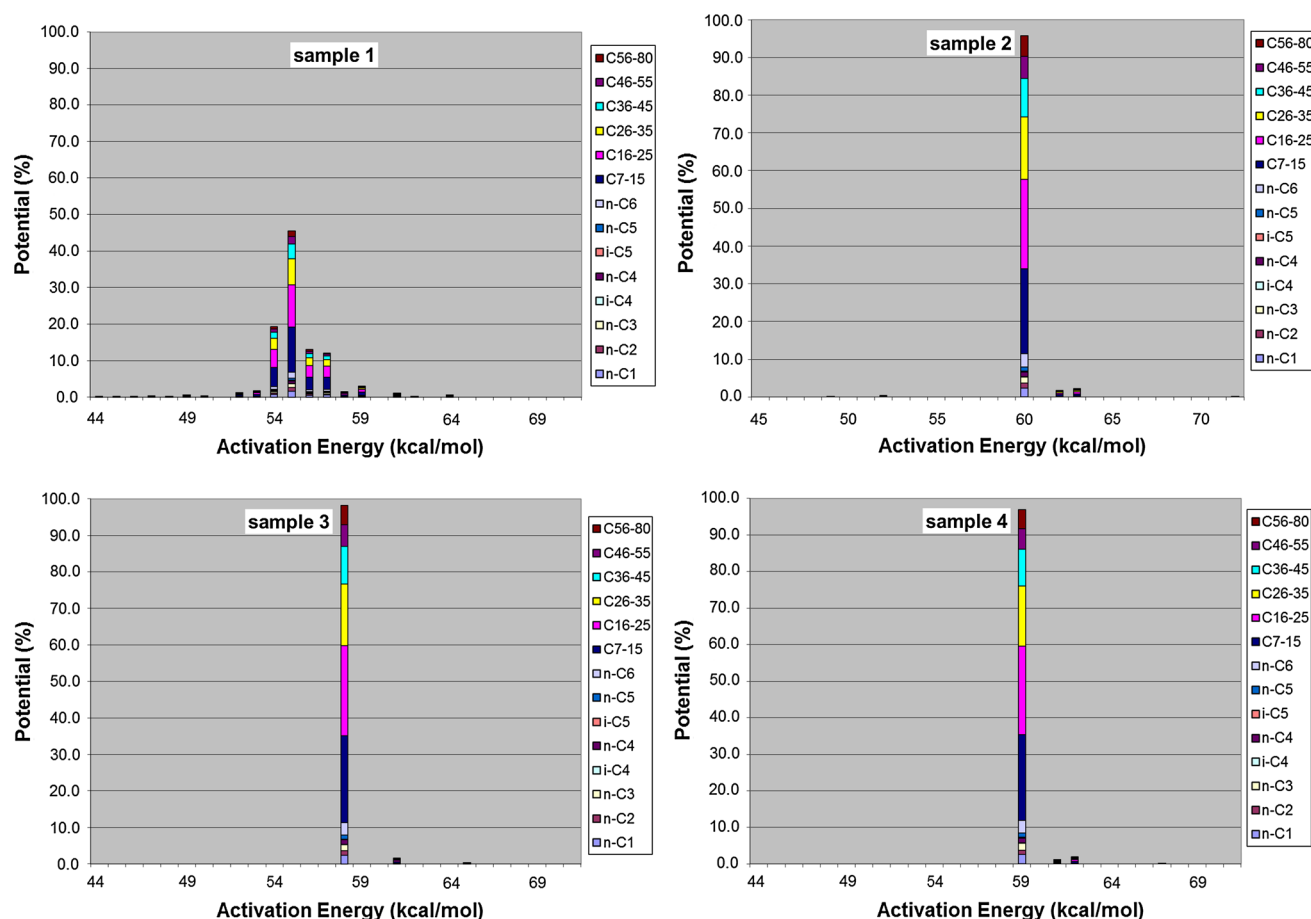 sample 1
Potential (%)
100.0
90.0
80.0
70.0
60.0
50.0
40.0
30.0
20.0
10.0
0.0
44 49 54 59 64 69
Activation Energy (kcal/mol)
C56-80
C46-55
C36-45
C26-35
C16-25
C7-15
n-C6
n-C5
i-C5
n-C4
i-C4
n-C3
n-C2
n-C1
sample 2
Potential (%)
100.0
90.0
80.0
70.0
60.0
50.0
40.0
30.0
20.0
10.0
0.0
45 50 55 60 65 70
Activation Energy (kcal/mol)
C56-80
C46-55
C36-45
C26-35
C16-25
C7-15
n-C6
n-C5
i-C5
n-C4
i-C4
n-C3
n-C2
n-C1
sample 3
Potential (%)
100.0
90.0
80.0
70.0
60.0
50.0
40.0
30.0
20.0
10.0
0.0
44 49 54 59 64 69
Activation Energy (kcal/mol)
C56-80
C46-55
C36-45
C26-35
C16-25
C7-15
n-C6
n-C5
i-C5
n-C4
i-C4
n-C3
n-C2
n-C1
sample 4
Potential (%)
100.0
90.0
80.0
70.0
60.0
50.0
40.0
30.0
20.0
10.0
0.0
44 49 54 59 64 69
Activation Energy (kcal/mol)
C56-80
C46-55
C36-45
C26-35
C16-25
C7-15
n-C6
n-C5
i-C5
n-C4
i-C4
n-C3
n-C2
n-C1